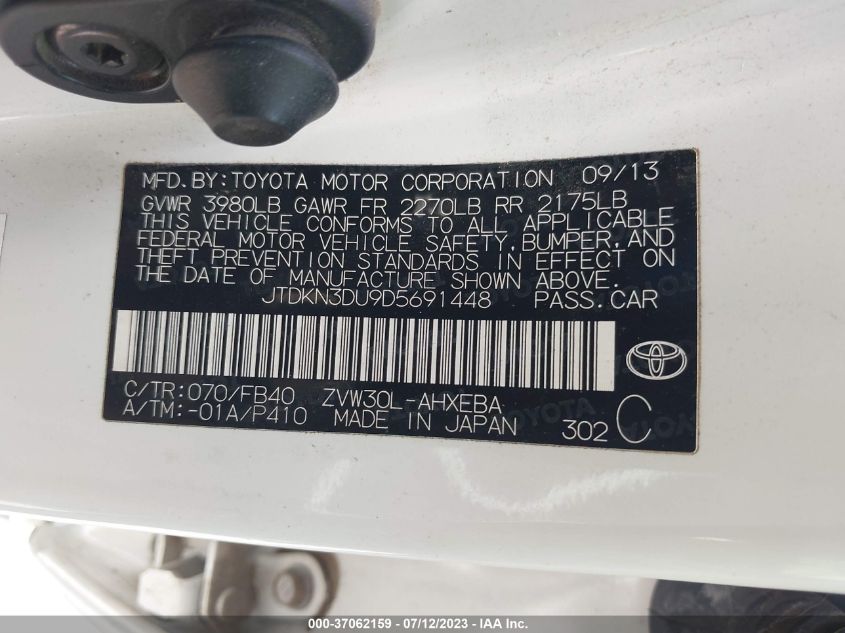 MFD.BY:TOYOTA MOTOR CORPORATION 09/13
GVWR 3980LB GAWR FR 2270LB RR 2175LB
THIS VEHICLE CONFORMS TO ALL APPLICABLE
FEDERAL MOTOR VEHICLE SAFETY,BUMPER,AND
THEFT PREVENTION STANDARDS IN EFFECT ON
THE DATE OF MANUFACTURE SHOWN ABOVE.
JTDKN3DU9D5691448 PASS.CAR
C/TR:070/FB40 ZVW30L-AHXEBA
A/TM:-01A/P410 MADE IN JAPAN 302 C
000-37062159 - 07/12/2023 - IAA Inc.